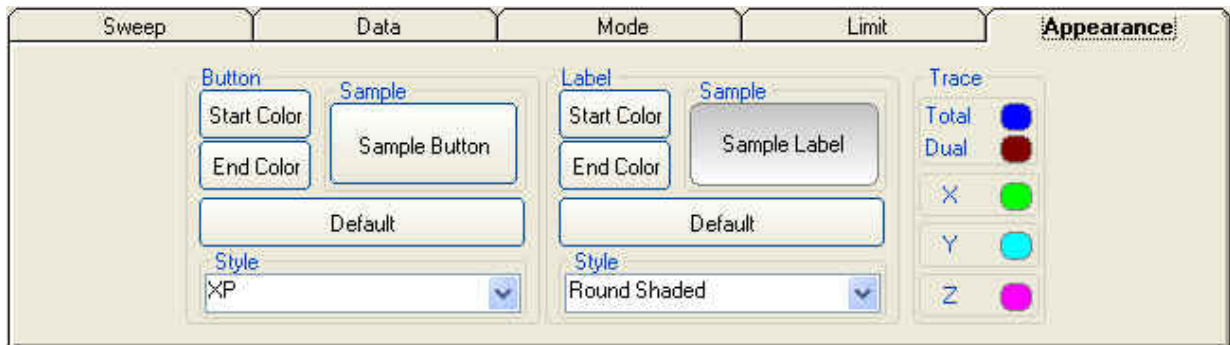 Sweep Data Mode Limit Appearance
Button
Start Color
End Color
Sample
Sample Button
Default
Style
XP
Label
Start Color
End Color
Sample
Sample Label
Default
Style
Round Shaded
Trace
Total
Dual
X
Y
Z